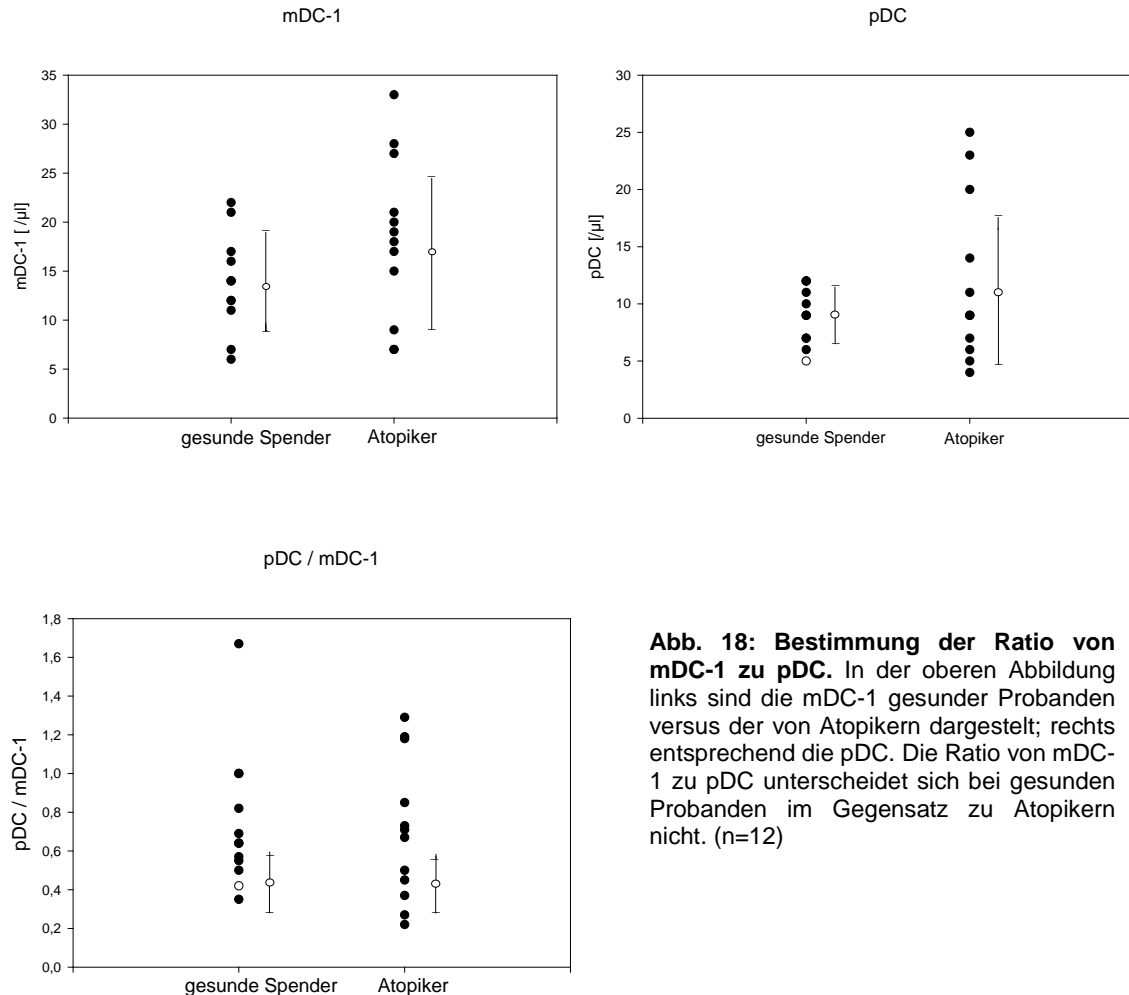 mDC-1
35
30
25
20
15
10
5
0
mDC-1 [ /µl]
gesunde Spender
Atopiker
pDC
30
25
20
15
10
5
0
pDC [/µl]
gesunde Spender
Atopiker
pDC / mDC-1
1,8
1,6
1,4
1,2
1,0
0,8
0,6
0,4
0,2
0,0
pDC / mDC-1
gesunde Spender
Atopiker
Abb. 18: Bestimmung der Ratio von
mDC-1 zu pDC. In der oberen Abbildung
links sind die mDC-1 gesunder Probanden
versus der von Atopikern dargestelt; rechts
entsprechend die pDC. Die Ratio von mDC-
1 zu pDC unterscheidet sich bei gesunden
Probanden im Gegensatz zu Atopikern
nicht. (n=12)